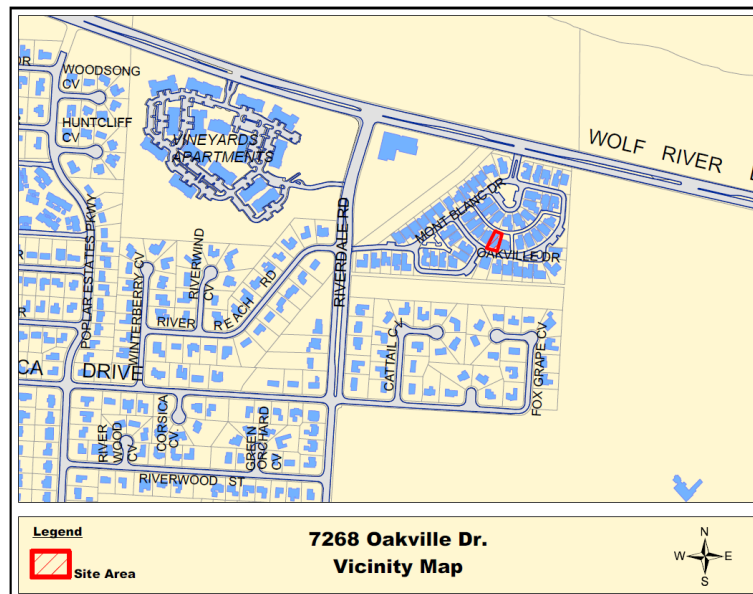 DR
WOODSONG
CV
HUNTCLIFF
CV
VINEYARDS
APARTMENTS
WOLF RIVER
MONT BLANC DR
OAKVILLE DR
RIVERDALE RD
POPLAR ESTATES PKWY
WINTERBERRY CV
RIVERWIND
CV
RIVER REACH RD
CATTAIL CV
FOX GRAPE CV
CA DRIVE
RIVER
WOOD
CV
CORSICA
CV
GREEN
ORCHARD
CV
RIVERWOOD ST
Legend
Site Area
7268 Oakville Dr.
Vicinity Map
N
W E
S